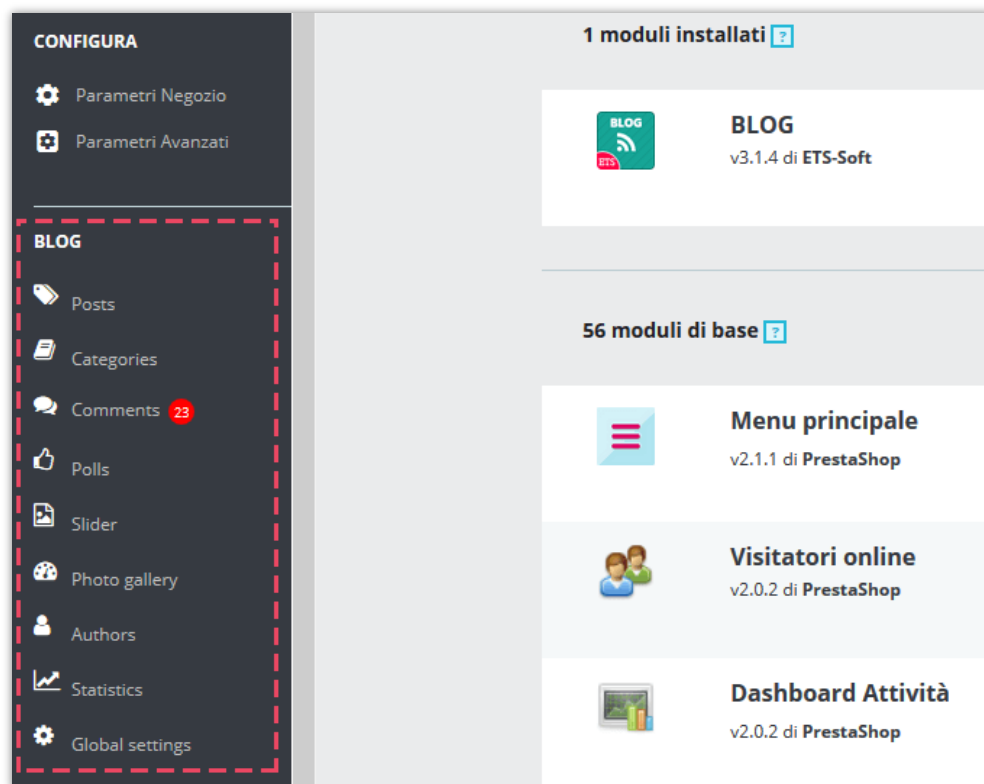 CONFIGURA
Parametri Negozio
Parametri Avanzati
BLOG
Posts
Categories
Comments 23
Polls
Slider
Photo gallery
Authors
Statistics
Global settings
1 moduli installati ?
BLOG
ETS
BLOG
v3.1.4 di ETS-Soft
56 moduli di base ?
Menu principale
v2.1.1 di PrestaShop
Visitatori online
v2.0.2 di PrestaShop
Dashboard Attività
v2.0.2 di PrestaShop